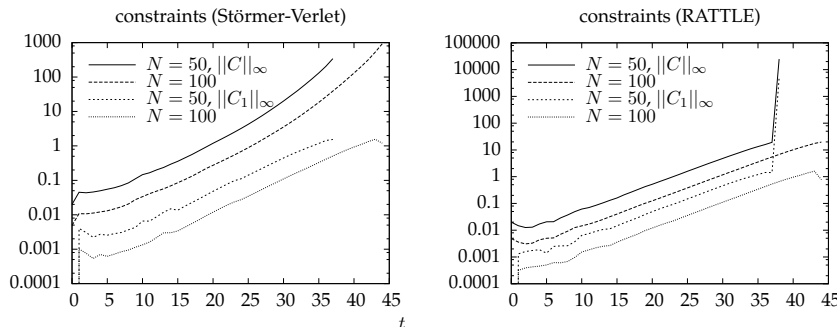 constraints (Störmer-Verlet)
1000
100
10
1
0.1
0.01
0.001
0.0001
N = 50, ||C||∞
N = 100
N = 50, ||C₁||∞
N = 100
0 5 10 15 20 25 30 35 40 45
t
constraints (RATTLE)
100000
10000
1000
100
10
1
0.1
0.01
0.001
0.0001
N = 50, ||C||∞
N = 100
N = 50, ||C₁||∞
N = 100
0 5 10 15 20 25 30 35 40 45